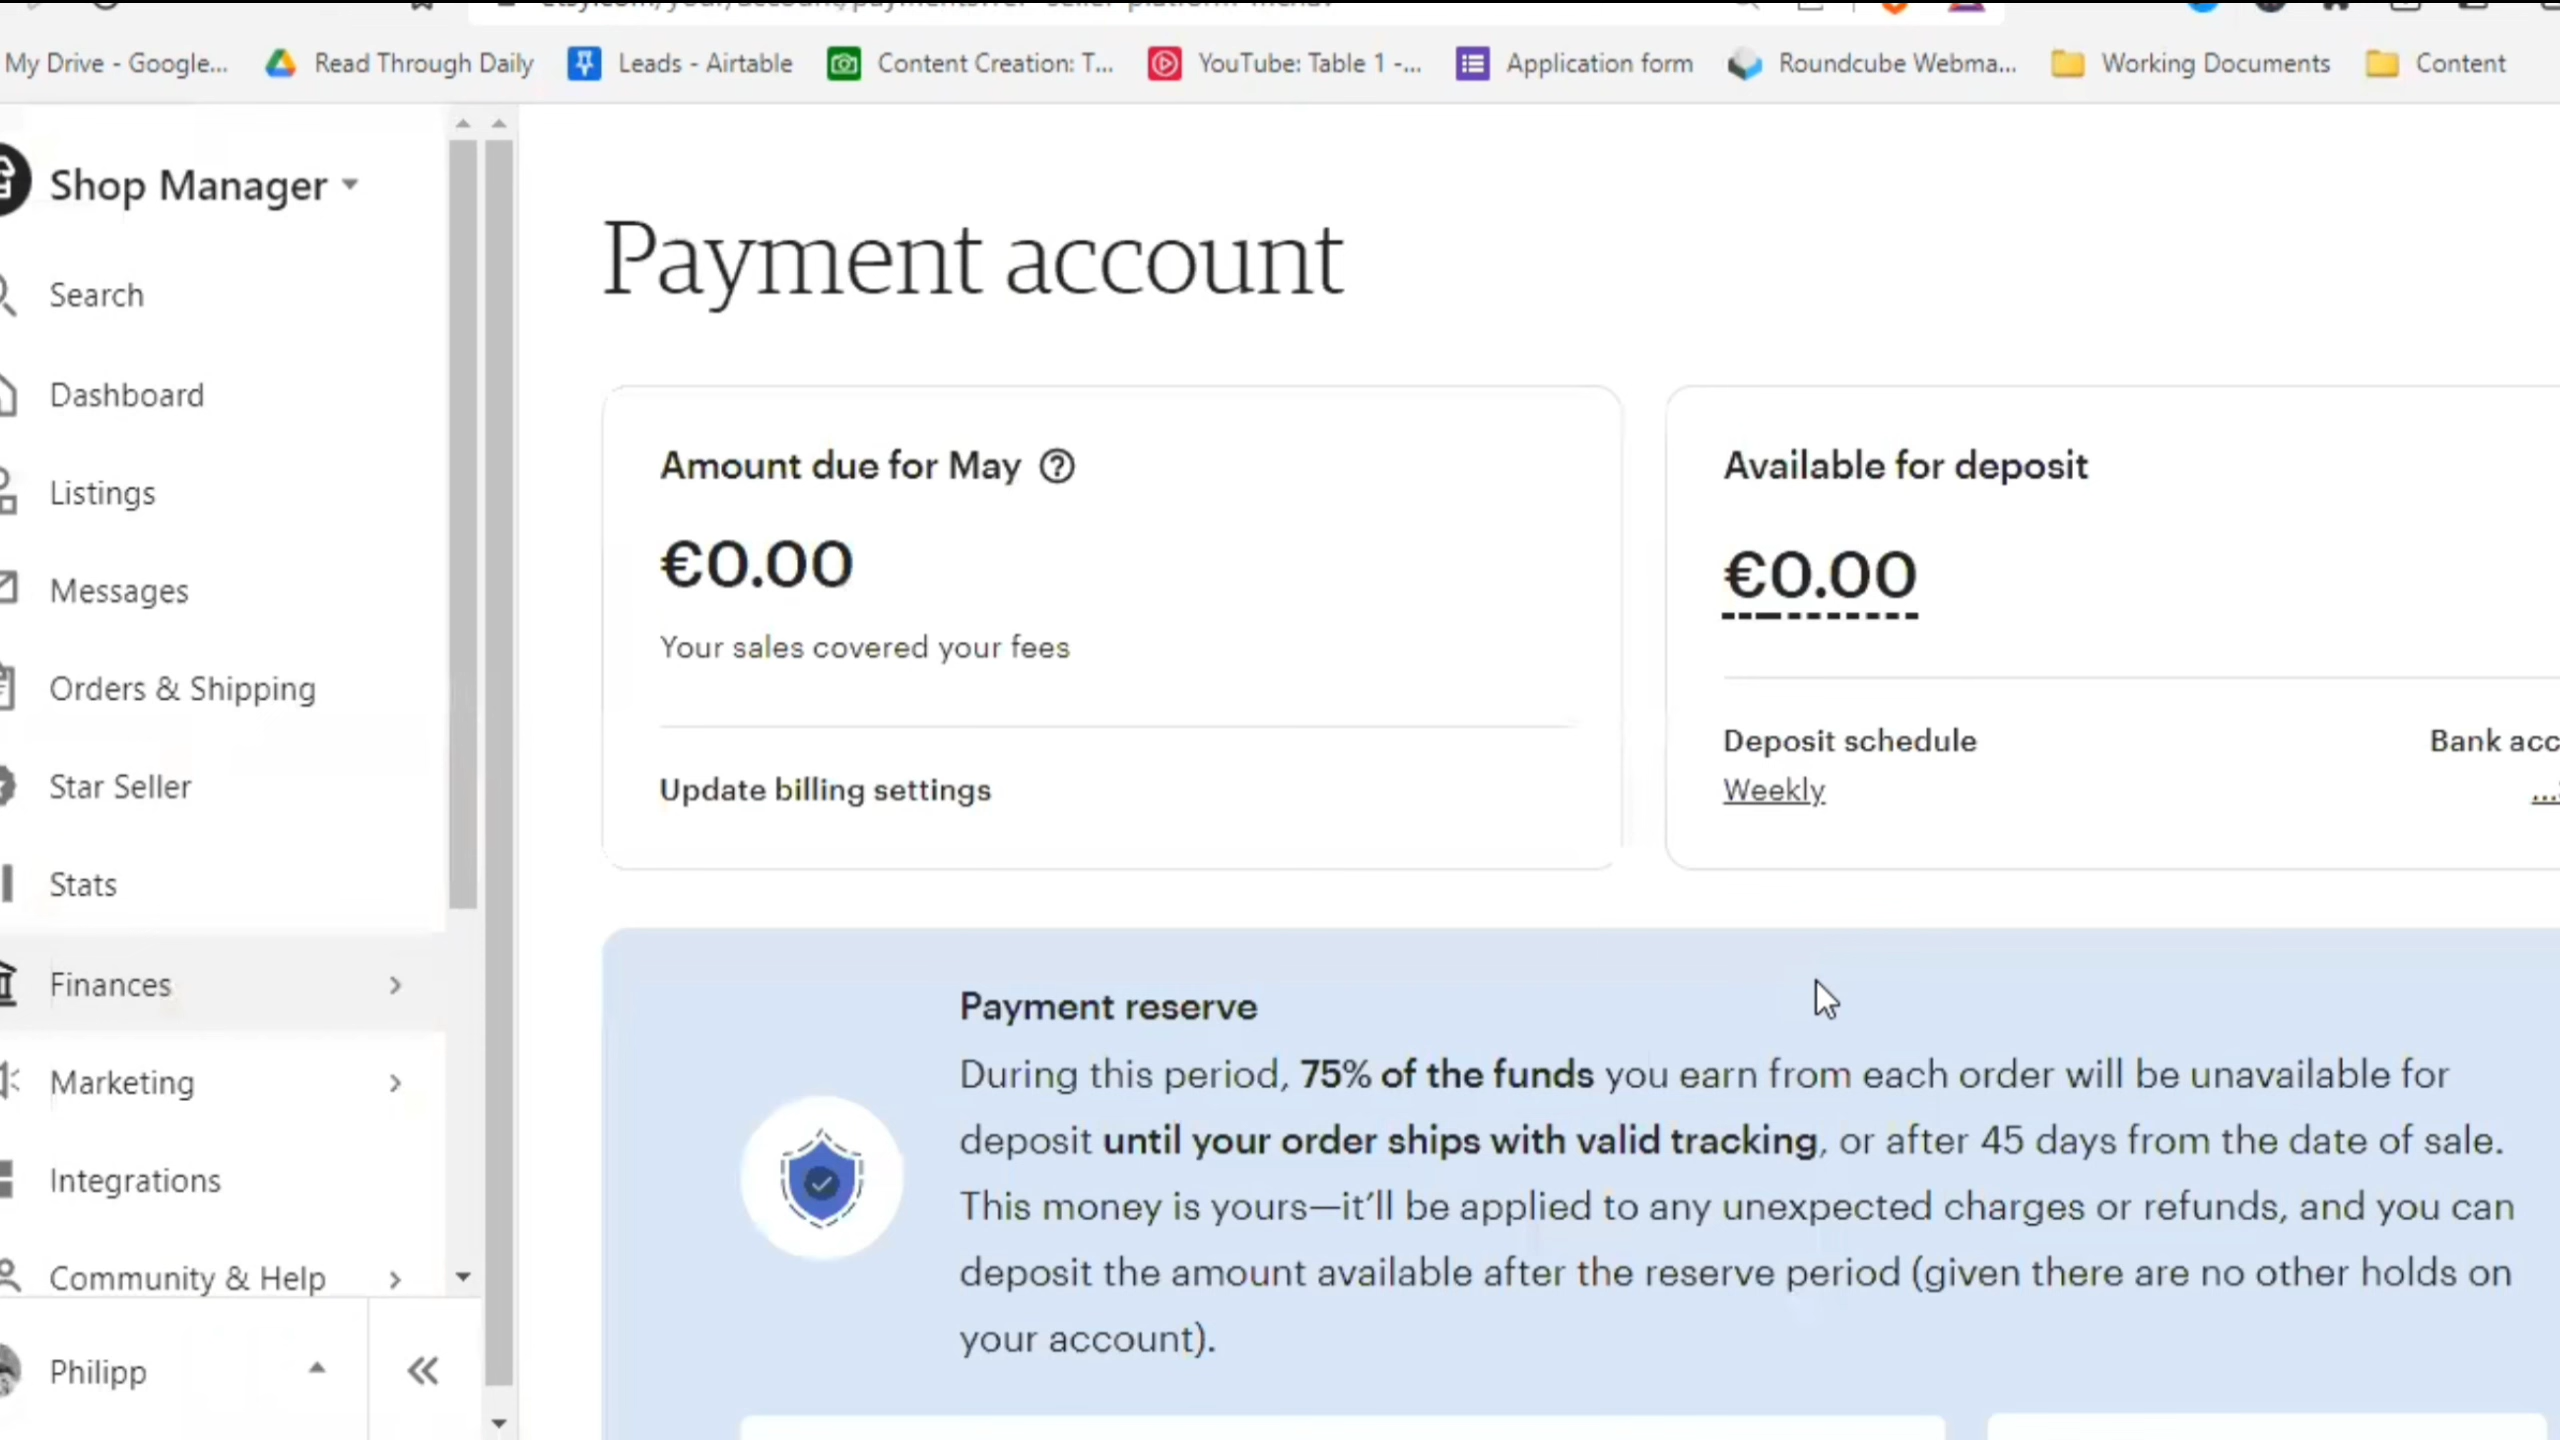 My Drive - Google...
Read Through Daily
Leads - Airtable
Content Creation: T...
YouTube: Table 1 -...
Application form
Roundcube Webma...
Working Documents
Content
Shop Manager
Search
Dashboard
Listings
Messages
Orders & Shipping
Star Seller
Stats
Finances
Marketing
Integrations
Community & Help
Philipp
Payment account
Amount due for May
€0.00
Your sales covered your fees
Update billing settings
Available for deposit
€0.00
Deposit schedule
Weekly
Bank
Payment reserve
During this period, 75% of the funds you earn from each order will be unavailable for
deposit until your order ships with valid tracking, or after 45 days from the date of sale.
This money is yours—it'll be applied to any unexpected charges or refunds, and you can
deposit the amount available after the reserve period (given there are no other holds on
your account).